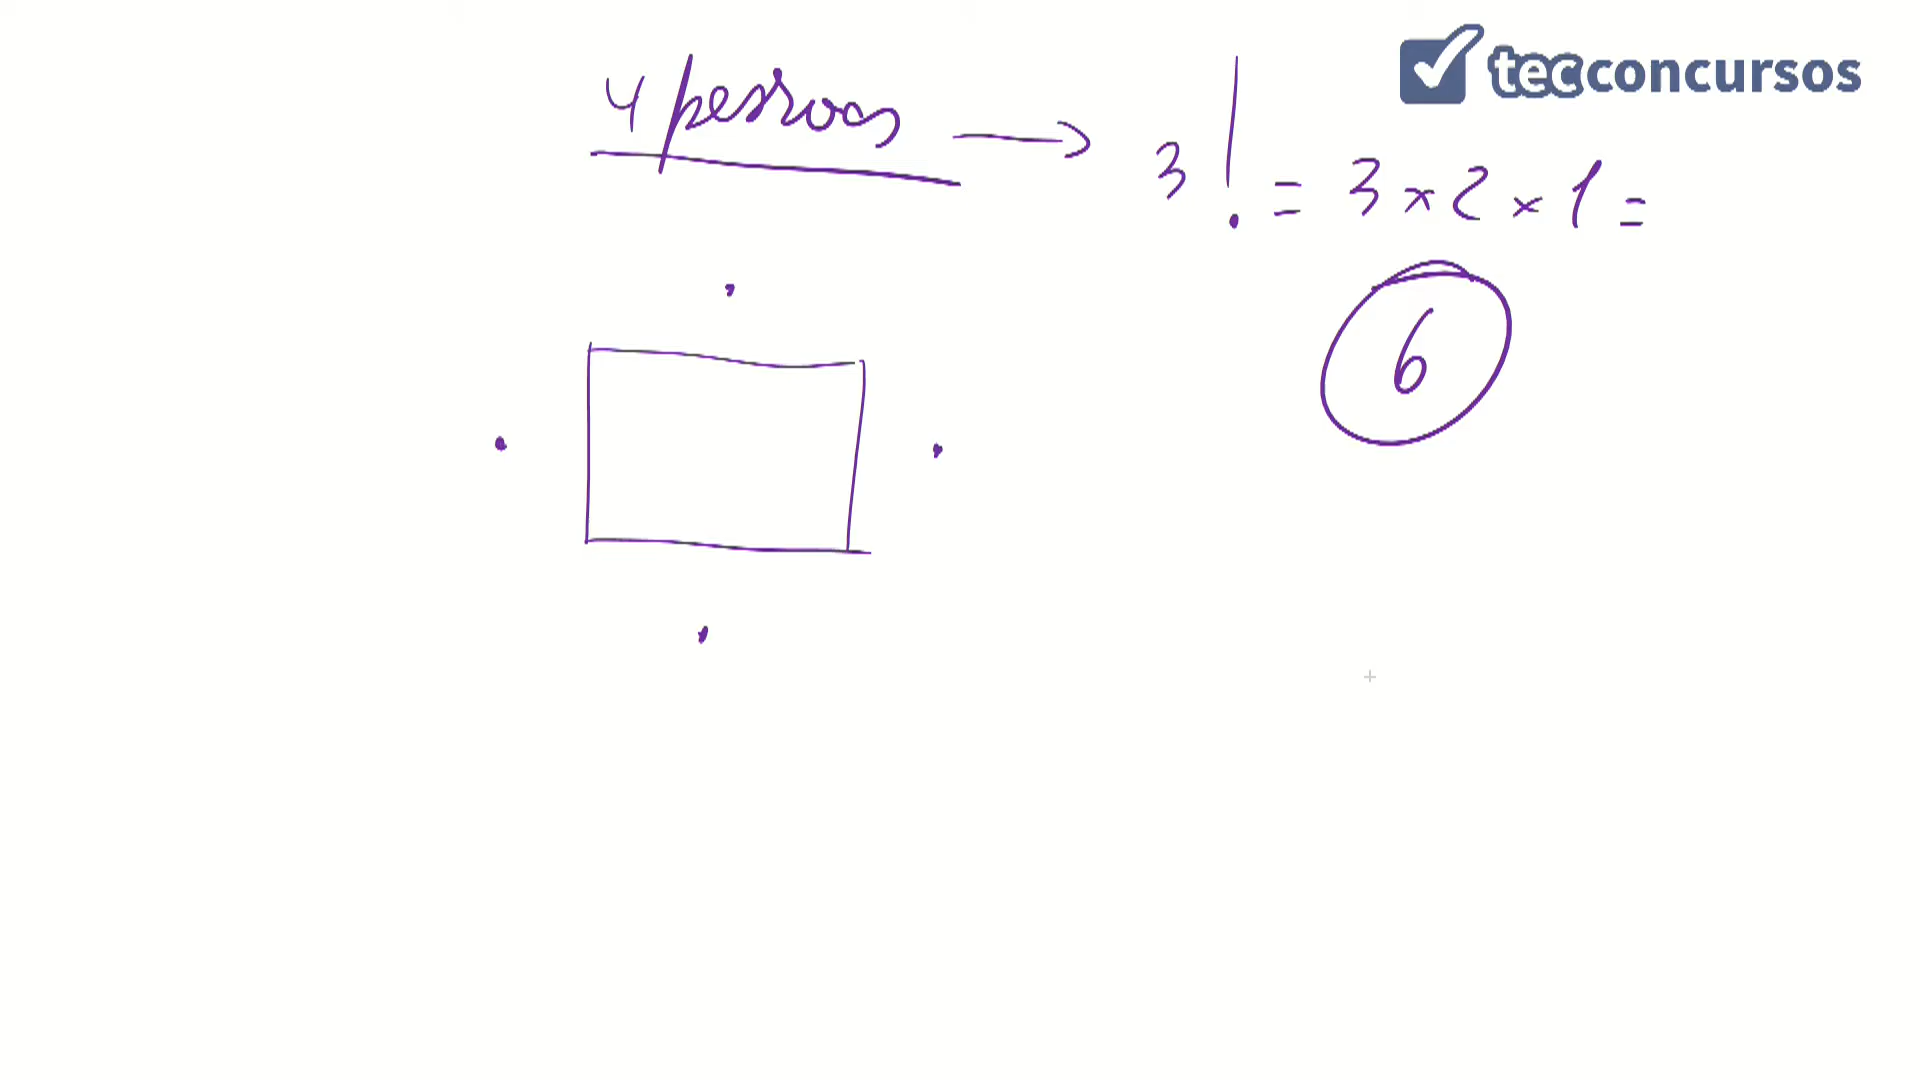 tecconcursos
4 pessoas → 3! = 3 × 2 × 1 =
6